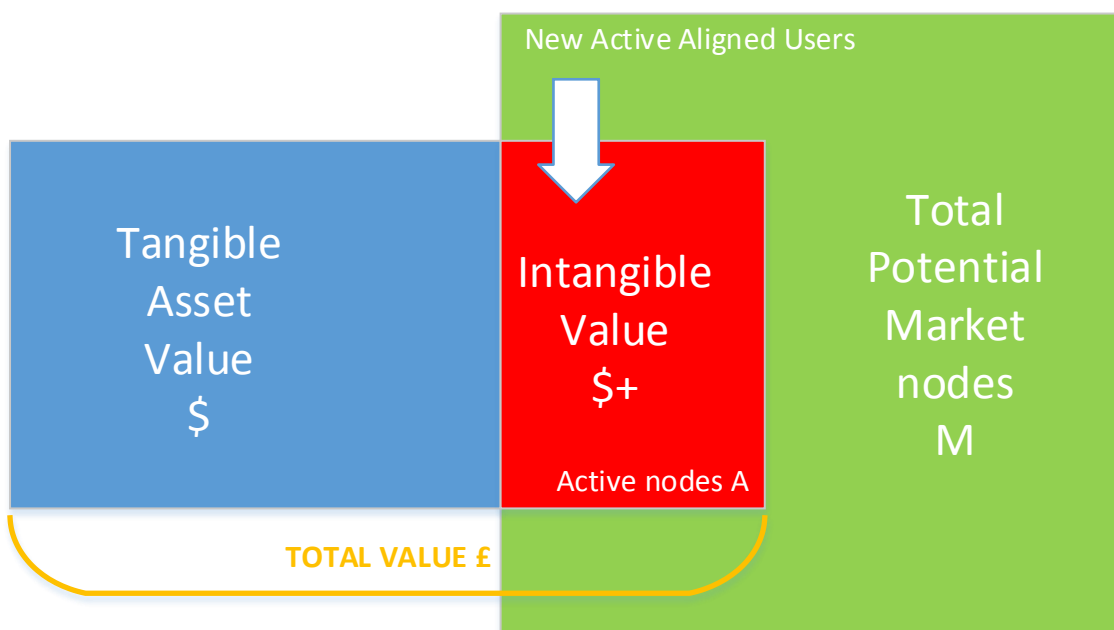 New Active Aligned Users
Tangible
Asset
Value
$
Intangible
Value
$+
Active nodes A
Total
Potential
Market
nodes
M
TOTAL VALUE £